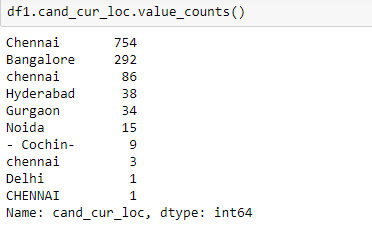 df1.cand_cur_loc.value_counts()
Chennai 754
Bangalore 292
chennai 86
Hyderabad 38
Gurgaon 34
Noida 15
- Cochin- 9
chennai 3
Delhi 1
CHENNAI 1
Name: cand_cur_loc, dtype: int64